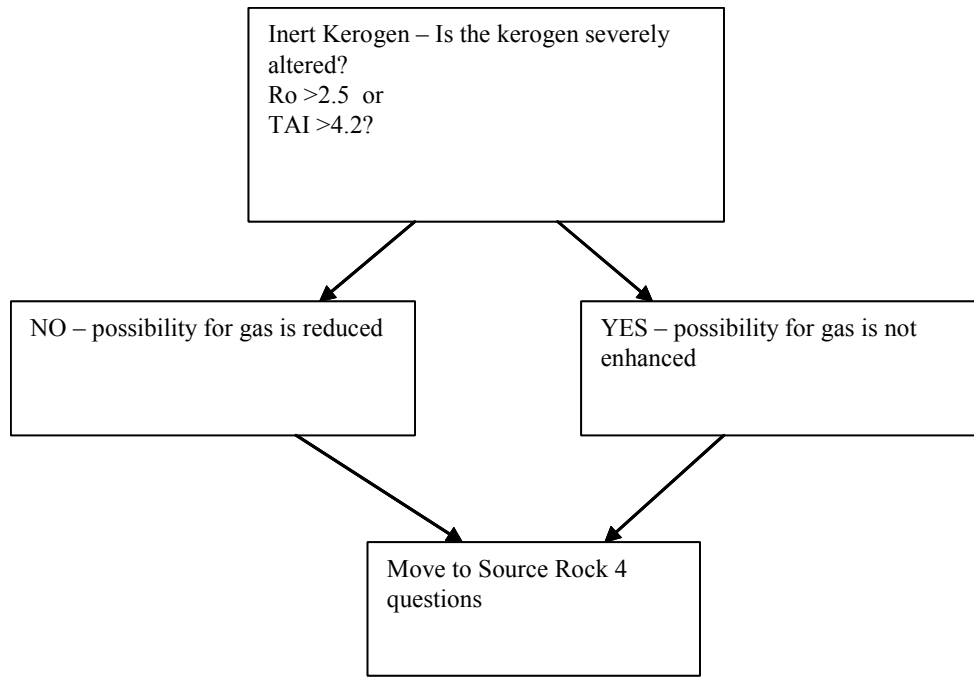 Inert Kerogen – Is the kerogen severely
altered?
Ro >2.5  or
TAI >4.2?
NO – possibility for gas is reduced
YES – possibility for gas is not
enhanced
Move to Source Rock 4
questions